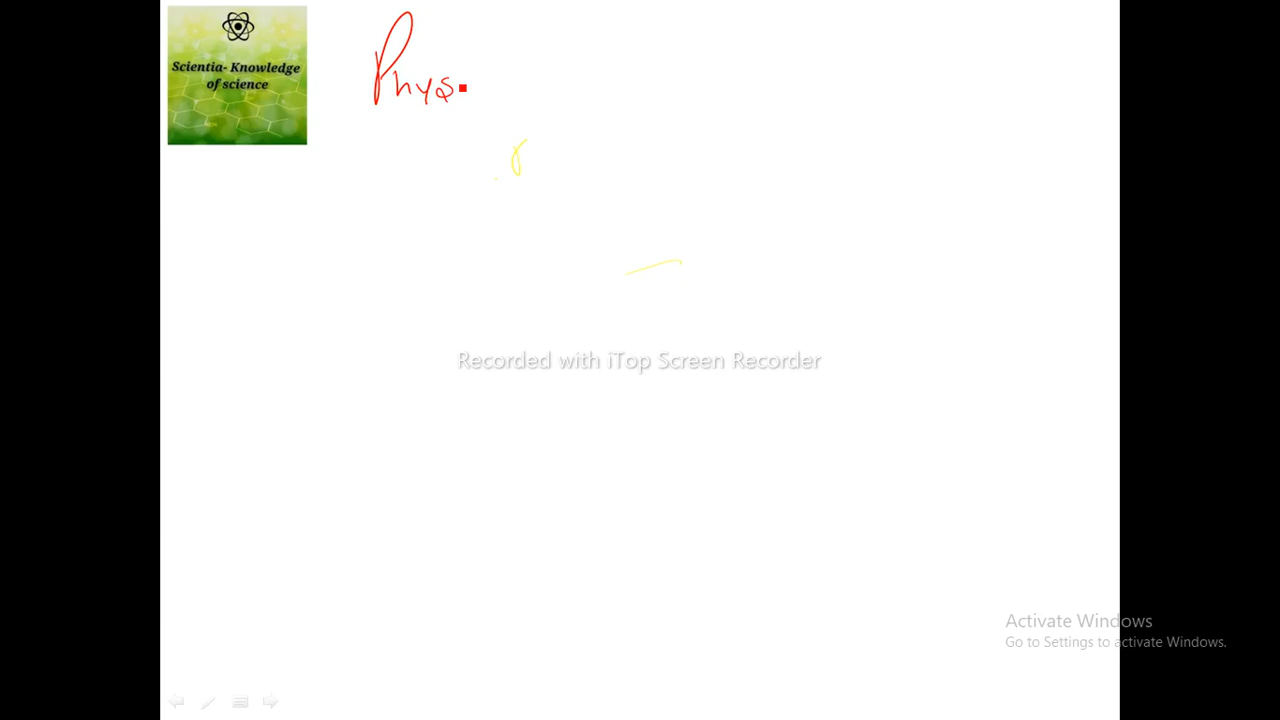 Scientia- Knowledge
of science
Phys
Recorded with iTop Screen Recorder
Activate Windows
Go to Settings to activate Windows.